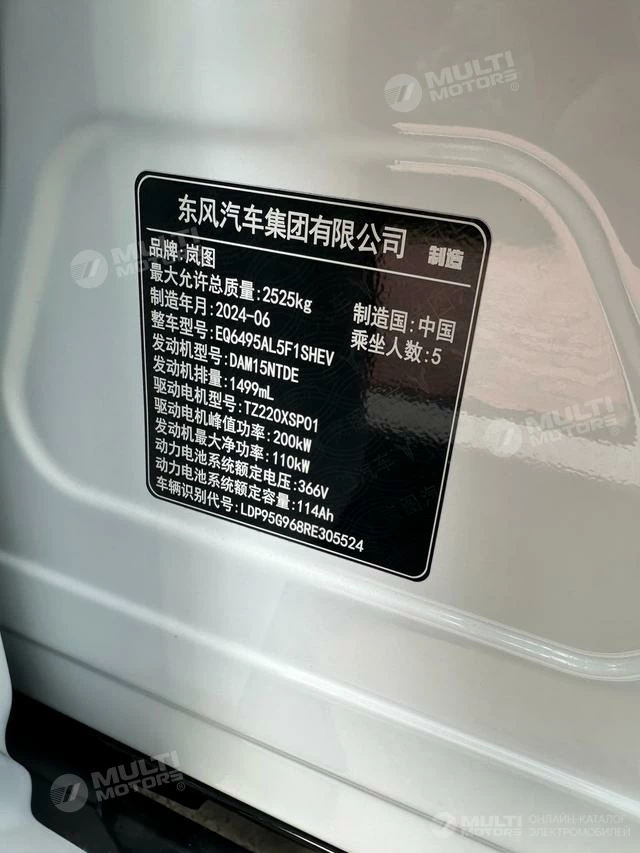 MULTI
MOTORS®
东风汽车集团有限公司 制造
品牌:岚图
最大允许总质量:2525kg
制造年月:2024-06
制造国:中国
整车型号:EQ6495AL5F1SHEV
乘坐人数:5
发动机型号:DAM15NTDE
发动机排量:1499mL
驱动电机型号:TZ220XSP01
驱动电机峰值功率:200kW
发动机最大净功率:110kW
动力电池系统额定电压:366V
动力电池系统额定容量:114Ah
车辆识别代号:LDP95G968RE305524
MULTI
MOTORS®
MULTI
MOTORS®
MULTI
MOTORS®
MULTI
MOTORS®
ОНЛАЙН-КАТАЛОГ
ЭЛЕКТРОМОБИЛЕЙ